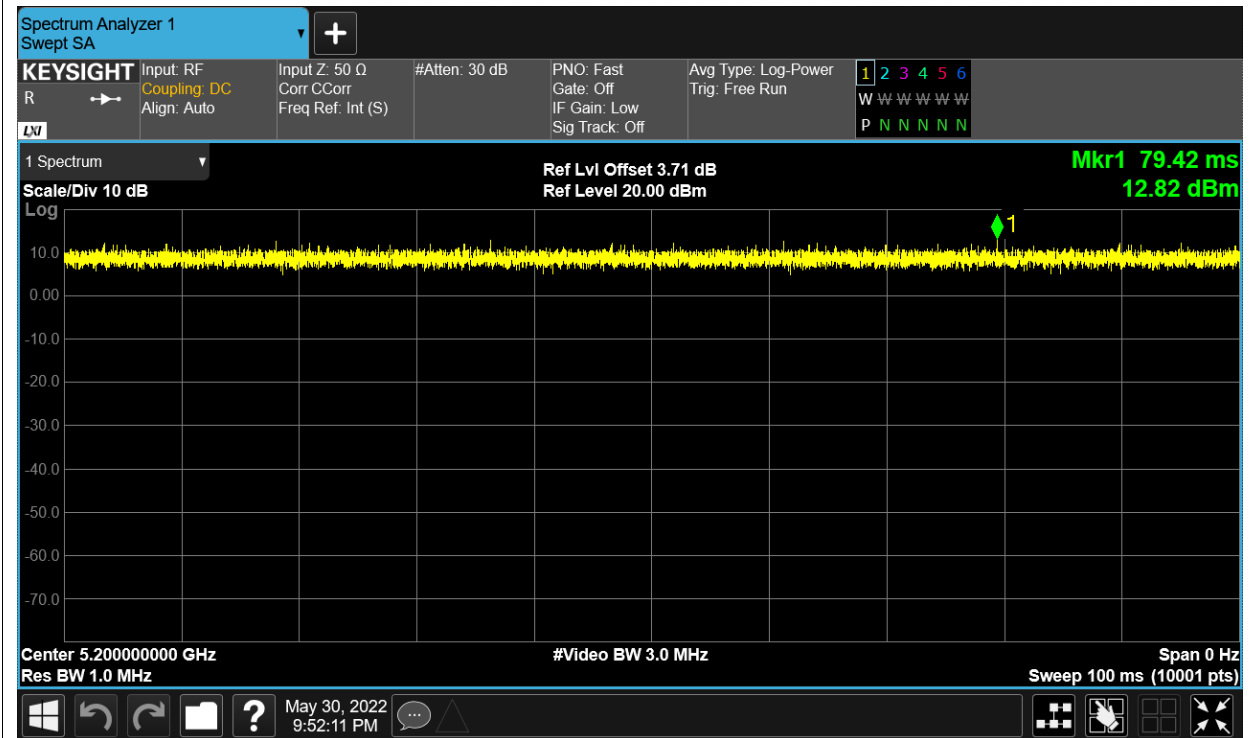 Spectrum Analyzer 1
Swept SA
KEYSIGHT
R
LXI
Input: RF
Coupling: DC
Align: Auto
Input Z: 50 Ω
Corr CCorr
Freq Ref: Int (S)
#Atten: 30 dB
PNO: Fast
Gate: Off
IF Gain: Low
Sig Track: Off
Avg Type: Log-Power
Trig: Free Run
1 2 3 4 5 6
W W W W W W
P N N N N N
1 Spectrum
Scale/Div 10 dB
Log
Ref Lvl Offset 3.71 dB
Ref Level 20.00 dBm
Mkr1 79.42 ms
12.82 dBm
1
10.0
0.00
-10.0
-20.0
-30.0
-40.0
-50.0
-60.0
-70.0
Center 5.200000000 GHz
Res BW 1.0 MHz
#Video BW 3.0 MHz
Span 0 Hz
Sweep 100 ms (10001 pts)
?
May 30, 2022
9:52:11 PM